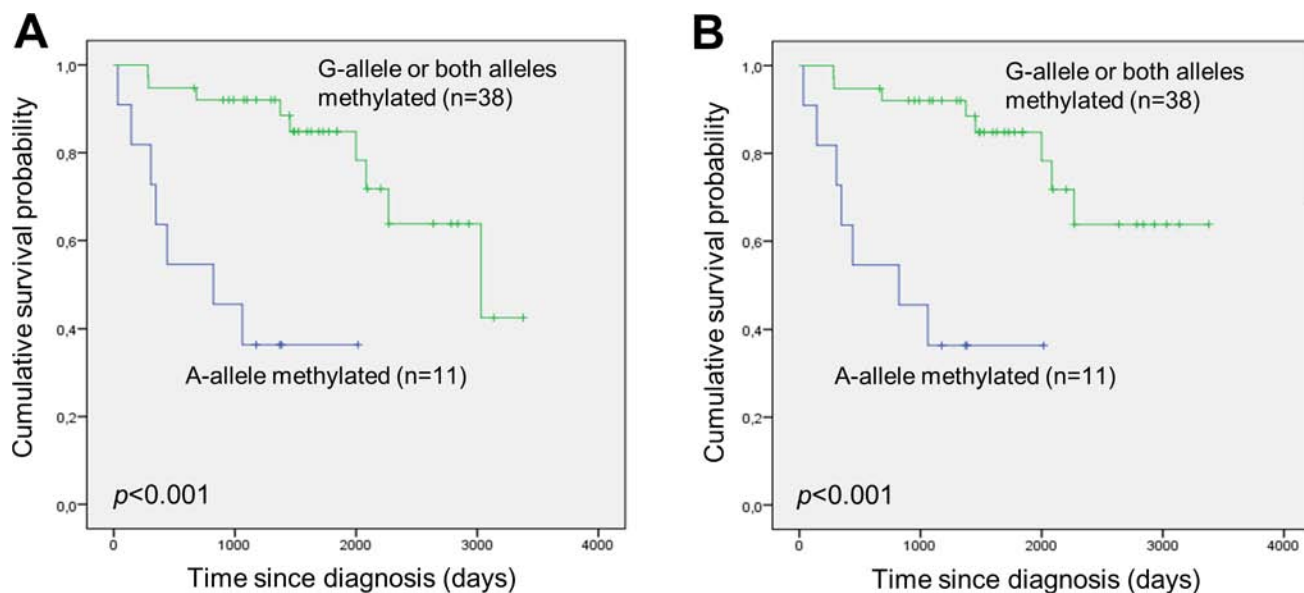 A
G-allele or both alleles
methylated (n=38)
A-allele methylated (n=11)
p<0.001
Cumulative survival probability
1,0
0,8
0,6
0,4
0,2
0,0
0 1000 2000 3000 4000
Time since diagnosis (days)
B
G-allele or both alleles
methylated (n=38)
A-allele methylated (n=11)
p<0.001
Cumulative survival probability
1,0
0,8
0,6
0,4
0,2
0,0
0 1000 2000 3000 4000
Time since diagnosis (days)